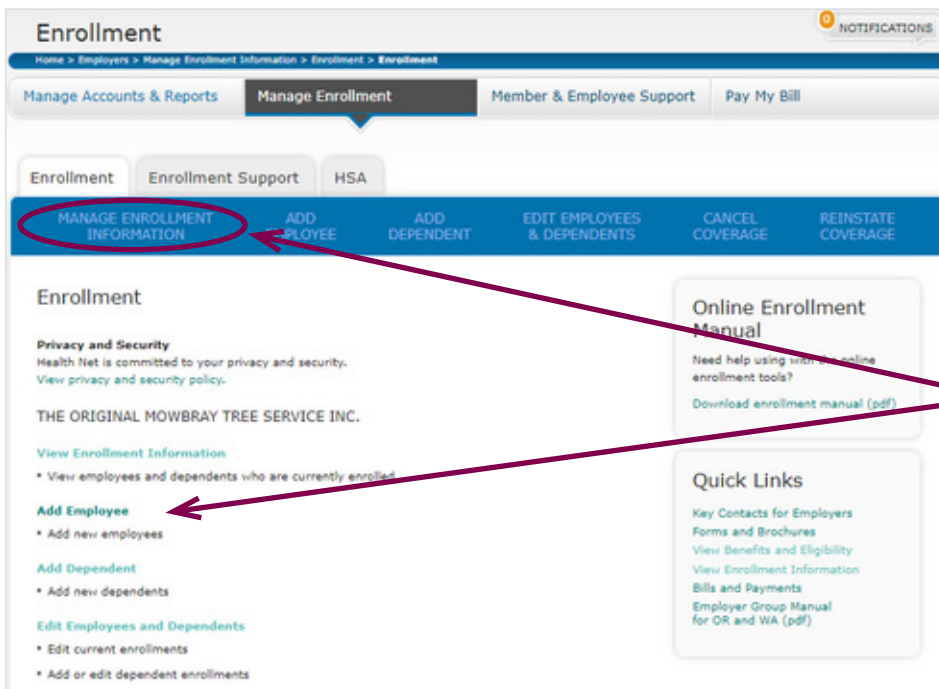 Enrollment
0 NOTIFICATIONS
Home > Employers > Manage Enrollment Information > Enrollment > Enrollment
Manage Accounts & Reports Manage Enrollment Member & Employee Support Pay My Bill
Enrollment Enrollment Support HSA
MANAGE ENROLLMENT INFORMATION
ADD EMPLOYEE
ADD DEPENDENT
EDIT EMPLOYEES & DEPENDENTS
CANCEL COVERAGE
REINSTATE COVERAGE
Enrollment
Privacy and Security
Health Net is committed to your privacy and security.
View privacy and security policy.
THE ORIGINAL MOWBRAY TREE SERVICE INC.
View Enrollment Information
• View employees and dependents who are currently enrolled
Add Employee
• Add new employees
Add Dependent
• Add new dependents
Edit Employees and Dependents
• Edit current enrollments
• Add or edit dependent enrollments
Online Enrollment
Manual
Need help using with the online
enrollment tools?
Download enrollment manual (pdf)
Quick Links
Key Contacts for Employers
Forms and Brochures
View Benefits and Eligibility
View Enrollment Information
Bills and Payments
Employer Group Manual
for OR and WA (pdf)